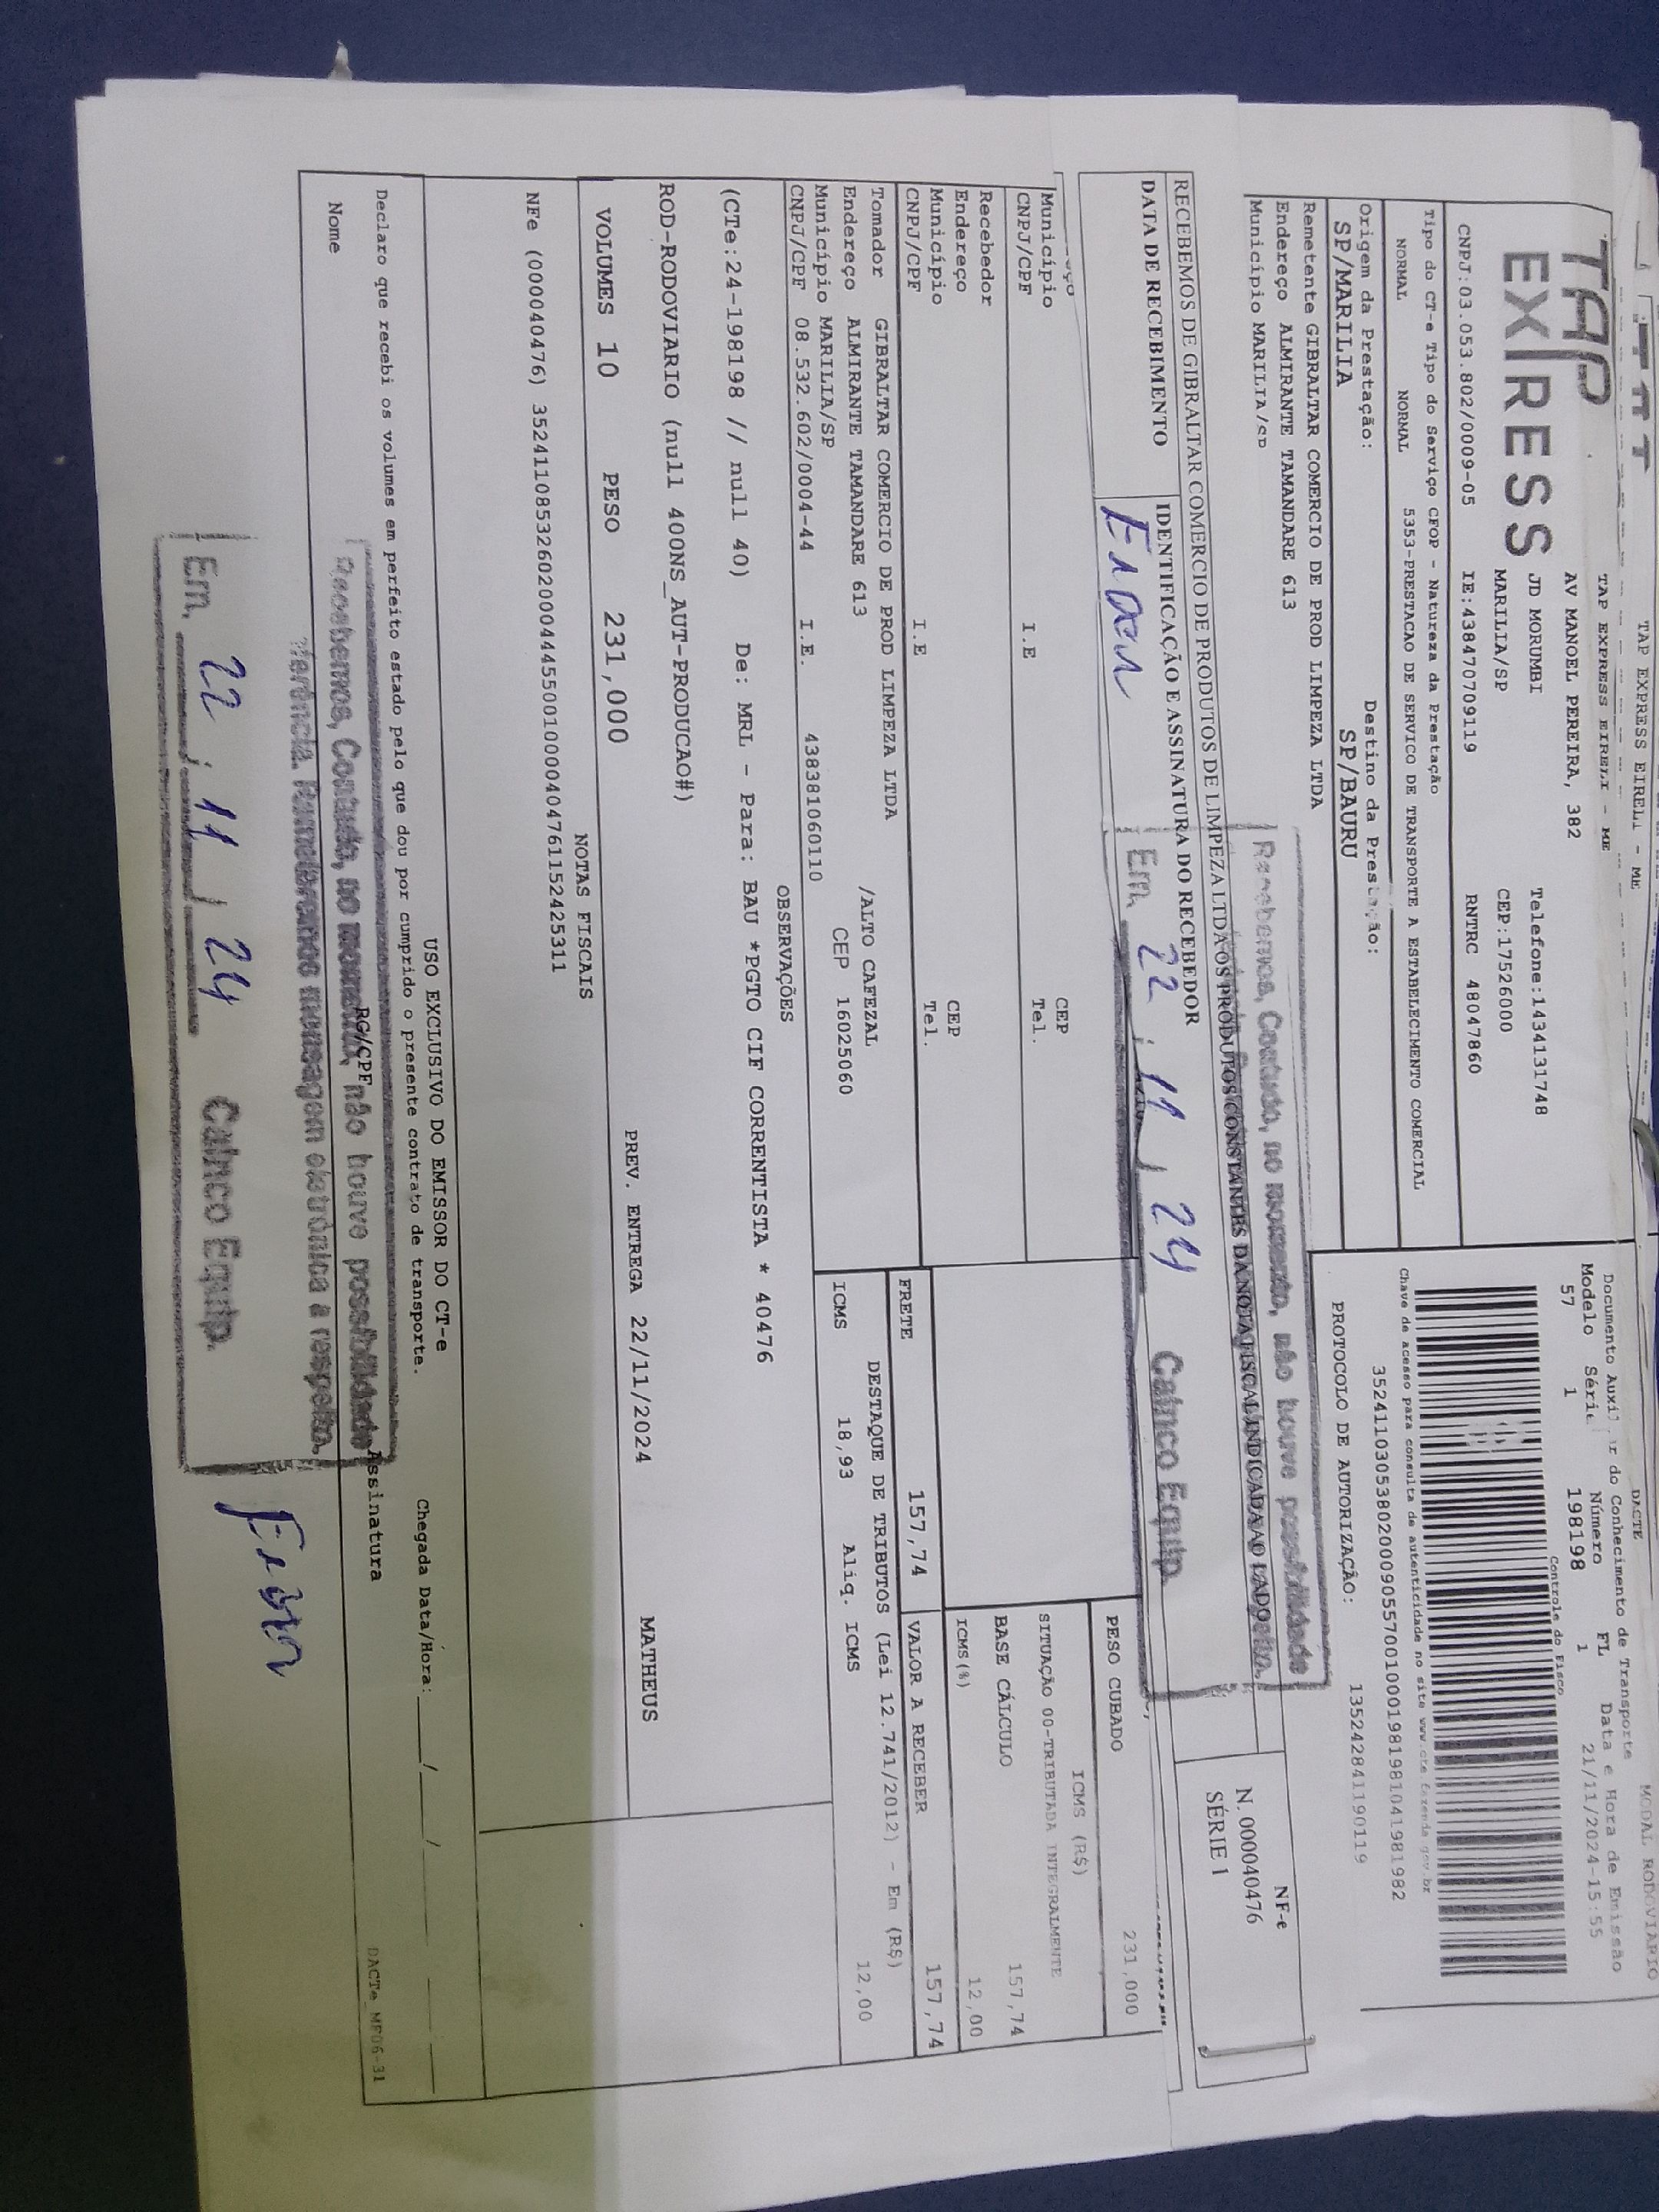 TAP EXPRESS EIRELI - ME
MODAL RODOVIARIO
TAP
EXPRESS
TAP EXPRESS EIRELI - ME
AV MANOEL PEREIRA, 382
JD MORUMBI
Telefone:1434131748
MARILIA/SP
CEP:17526000
CNPJ:03.053.802/0009-05
IE:438470709119
RNTRC 48047860
DACTE
Documento Auxil r do Conhecimento de Transporte
Modelo Séri Número FL Data e Hora de Emissão
57 1 198198 1 21/11/2024-15:55
Controle do Fisco
Tipo do CT-e Tipo do Serviço CFOP - Natureza da Prestação
NORMAL NORMAL 5353-PRESTACAO DE SERVICO DE TRANSPORTE A ESTABELECIMENTO COMERCIAL
Chave de acesso para consulta de autenticidade no site www.cte.fazenda.gov.br
35241103053802000905570010001981981041981982
Origem da Prestação: Destino da Prestação:
SP/MARILIA SP/BAURU
PROTOCOLO DE AUTORIZAÇÃO: 135242841190119
Remetente GIBRALTAR COMERCIO DE PROD LIMPEZA LTDA
Endereço ALMIRANTE TAMANDARE 613
Município MARILIA/SP
Recebemos, Contudo, no momento, não houve possibilidade
RECEBEMOS DE GIBRALTAR COMERCIO DE PRODUTOS DE LIMPEZA LTDA OS PRODUTOS CONSTANTES DA NOTA FISCAL INDICADA AO LADO
NF-e
N. 000040476
SÉRIE 1
DATA DE RECEBIMENTO
IDENTIFICAÇÃO E ASSINATURA DO RECEBEDOR
Em 22 / 11 / 24 Cainco Equip.
Município
CNPJ/CPF I.E CEP
Tel.
Recebedor
Endereço
Município CEP
CNPJ/CPF I.E Tel.
PESO CUBADO 231,000
ICMS (R$)
SITUAÇÃO 00-TRIBUTADA INTEGRALMENTE
BASE CÁLCULO 157,74
ICMS(%) 12,00
Tomador GIBRALTAR COMERCIO DE PROD LIMPEZA LTDA
Endereço ALMIRANTE TAMANDARE 613 /ALTO CAFEZAL
Município MARILIA/SP CEP 16025060
CNPJ/CPF 08.532.602/0004-44 I.E. 438381060110
FRETE 157,74 VALOR A RECEBER 157,74
DESTAQUE DE TRIBUTOS (Lei 12.741/2012) - Em (R$)
ICMS 18,93 Aliq. ICMS 12,00
OBSERVAÇÕES
(CTe:24-198198 // null 40) De: MRL - Para: BAU *PGTO CIF CORRENTISTA * 40476
ROD-RODOVIARIO (null 400NS_AUT-PRODUCAO#)
VOLUMES 10 PESO 231,000 PREV. ENTREGA 22/11/2024 MATHEUS
NOTAS FISCAIS
NFe (000040476) 35241108532602000444550010000404761152425311
USO EXCLUSIVO DO EMISSOR DO CT-e
Declaro que recebi os volumes em perfeito estado pelo que dou por cumprido o presente contrato de transporte.
Chegada Data/Hora:____/____/____
Nome RG/CPF Assinatura
DACTe_MF06-31
Recebemos, Contudo, no momento, não houve possibilidade
eletrônica a respeito.
Em. 22 / 11 / 24 Cainco Equip.